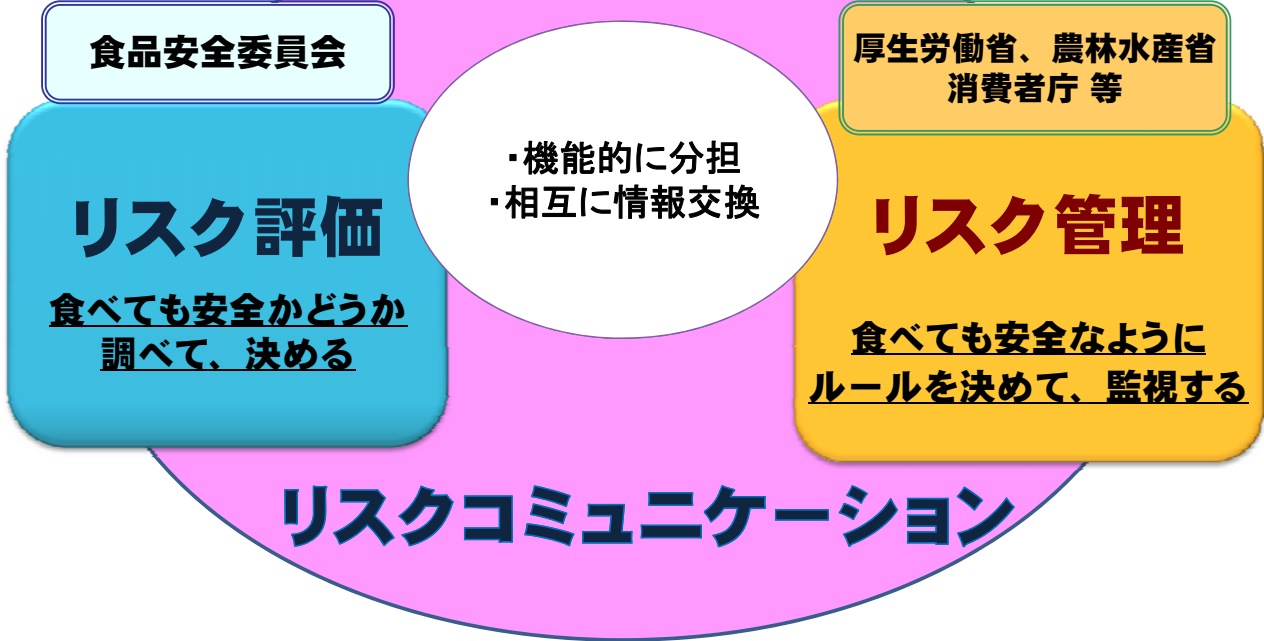 食品安全委員会
リスク評価
食べても安全かどうか
調べて、決める
・機能的に分担
・相互に情報交換
厚生労働省、農林水産省
消費者庁 等
リスク管理
食べても安全なように
ルールを決めて、監視する
リスクコミュニケーション